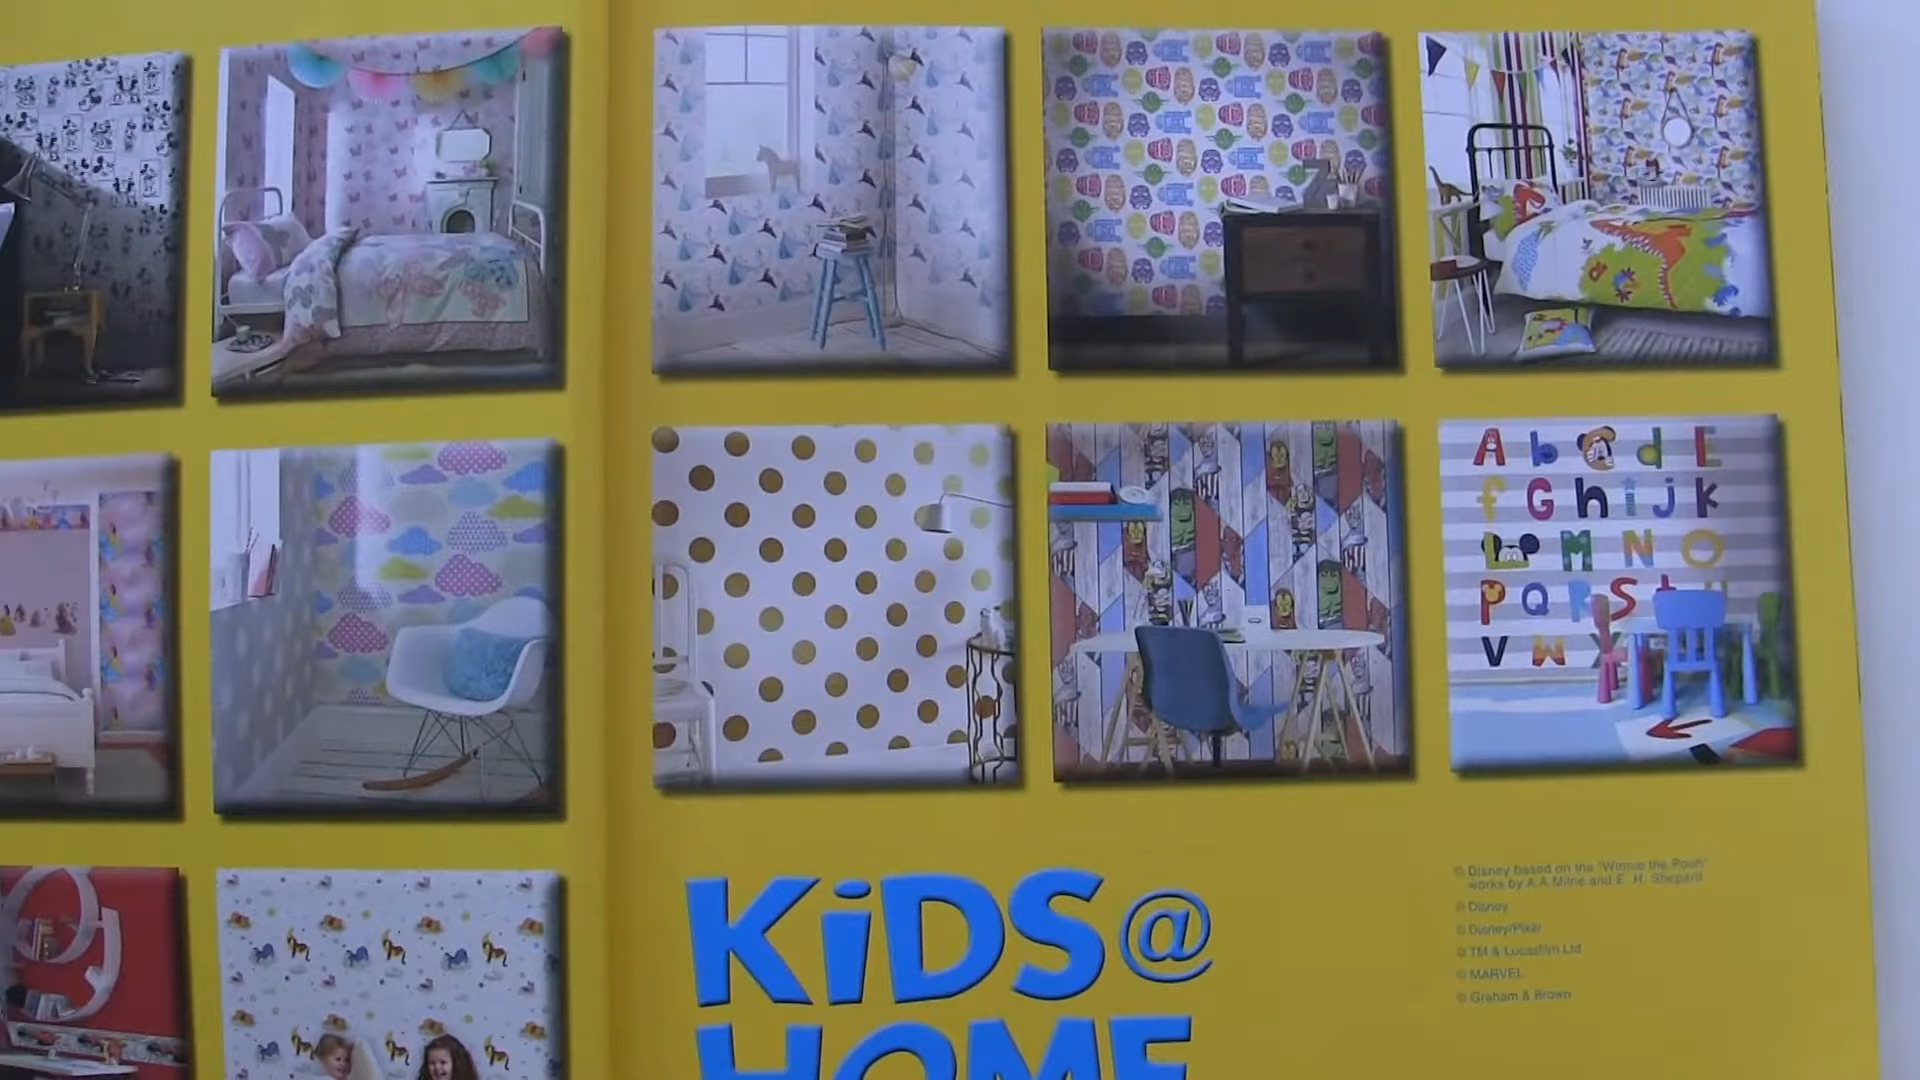 A b d E
f G h i J K
L M N O
P Q R S t U
V W X
KiDS@
HOME
© Disney based on the "Winnie the Pooh"
works by A.A.Milne and E. H. Shepard
© Disney
© Disney/Pixar
© TM & Lucasfilm Ltd
© MARVEL
© Graham & Brown